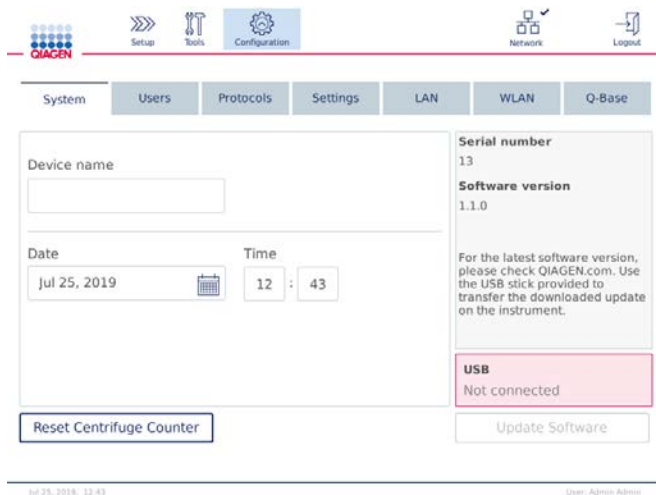 QIAGEN
Setup
Tools
Configuration
Network
Logout
System
Users
Protocols
Settings
LAN
WLAN
Q-Base
Device name
Date
Time
Jul 25, 2019
12 : 43
Serial number
13
Software version
1.1.0
For the latest software version,
please check QIAGEN.com. Use
the USB stick provided to
transfer the downloaded update
on the instrument.
USB
Not connected
Reset Centrifuge Counter
Update Software
Jul 25, 2019, 12:43
User: Admin Admin